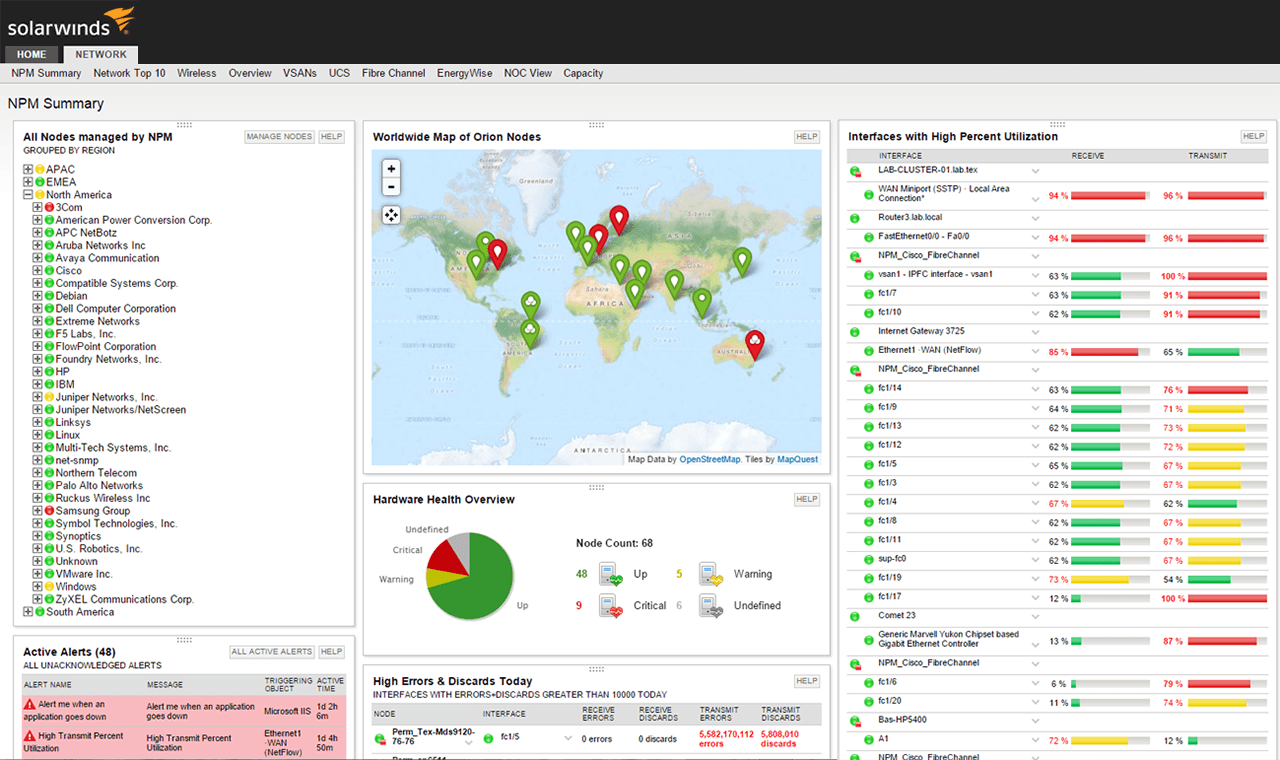 solarwinds
HOME NETWORK
NPM Summary Network Top 10 Wireless Overview VSANs UCS Fibre Channel EnergyWise NOC View Capacity
NPM Summary
All Nodes managed by NPM MANAGE NODES HELP
GROUPED BY REGION
APAC
EMEA
North America
3Com
American Power Conversion Corp.
APC NetBotz
Aruba Networks Inc
Avaya Communication
Cisco
Compatible Systems Corp.
Debian
Dell Computer Corporation
Extreme Networks
F5 Labs, Inc.
FlowPoint Corporation
Foundry Networks, Inc.
HP
IBM
Juniper Networks, Inc.
Juniper Networks/NetScreen
Linksys
Linux
Multi-Tech Systems, Inc.
net-snmp
Northern Telecom
Palo Alto Networks
Ruckus Wireless Inc
Samsung Group
Symbol Technologies, Inc.
Synoptics
U.S. Robotics, Inc.
Unknown
VMware Inc.
Windows
ZyXEL Communications Corp.
South America
Active Alerts (48) ALL ACTIVE ALERTS HELP
ALL UNACKNOWLEDGED ALERTS
ALERT NAME MESSAGE TRIGGERING OBJECT ACTIVE TIME
Alert me when an application goes down Alert me when an application goes down Microsoft IIS 1d 2h 6m
High Transmit Percent Utilization High Transmit Percent Utilization Ethernet1 ·WAN (NetFlow) 1d 4h 50m
Worldwide Map of Orion Nodes HELP
+
-
Greenland
ASIA
Sahara
AFRICA
SOUTH AMERICA
AUSTRALIA
ANTARCTICA
Map Data by OpenStreetMap. Tiles by MapQuest
Hardware Health Overview HELP
Undefined
Critical
Warning
Up
Node Count: 68
48 Up 5 Warning
9 Critical 6 Undefined
High Errors & Discards Today HELP
INTERFACES WITH ERRORS+DISCARDS GREATER THAN 10000 TODAY
NODE INTERFACE RECEIVE ERRORS RECEIVE DISCARDS TRANSMIT ERRORS TRANSMIT DISCARDS
Perm_Tex-Mds9120-76-76 fc1/5 0 errors 0 discards 5,582,170,112 errors 5,808,010 discards
Interfaces with High Percent Utilization HELP
INTERFACE RECEIVE TRANSMIT
LAB-CLUSTER-01.lab.tex
WAN Miniport (SSTP) · Local Area Connection* 94 % 96 %
Router3.lab.local
FastEthernet0/0 - Fa0/0 94 % 96 %
NPM_Cisco_FibreChannel
vsan1 - IPFC interface - vsan1 63 % 100 %
fc1/7 63 % 91 %
fc1/10 62 % 91 %
Internet Gateway 3725
Ethernet1 ·WAN (NetFlow) 85 % 65 %
NPM_Cisco_FibreChannel
fc1/14 63 % 76 %
fc1/9 64 % 71 %
fc1/13 62 % 73 %
fc1/12 62 % 72 %
fc1/5 65 % 67 %
fc1/3 62 % 67 %
fc1/4 67 % 62 %
fc1/8 62 % 67 %
fc1/11 62 % 67 %
sup-fc0 62 % 67 %
fc1/19 73 % 54 %
fc1/17 12 % 100 %
Comet 23
Generic Marvell Yukon Chipset based Gigabit Ethernet Controller 13 % 87 %
NPM_Cisco_FibreChannel
fc1/6 6 % 79 %
fc1/20 11 % 74 %
Bas-HP5400
A1 72 % 12 %
NPM_Cisco_FibreChannel